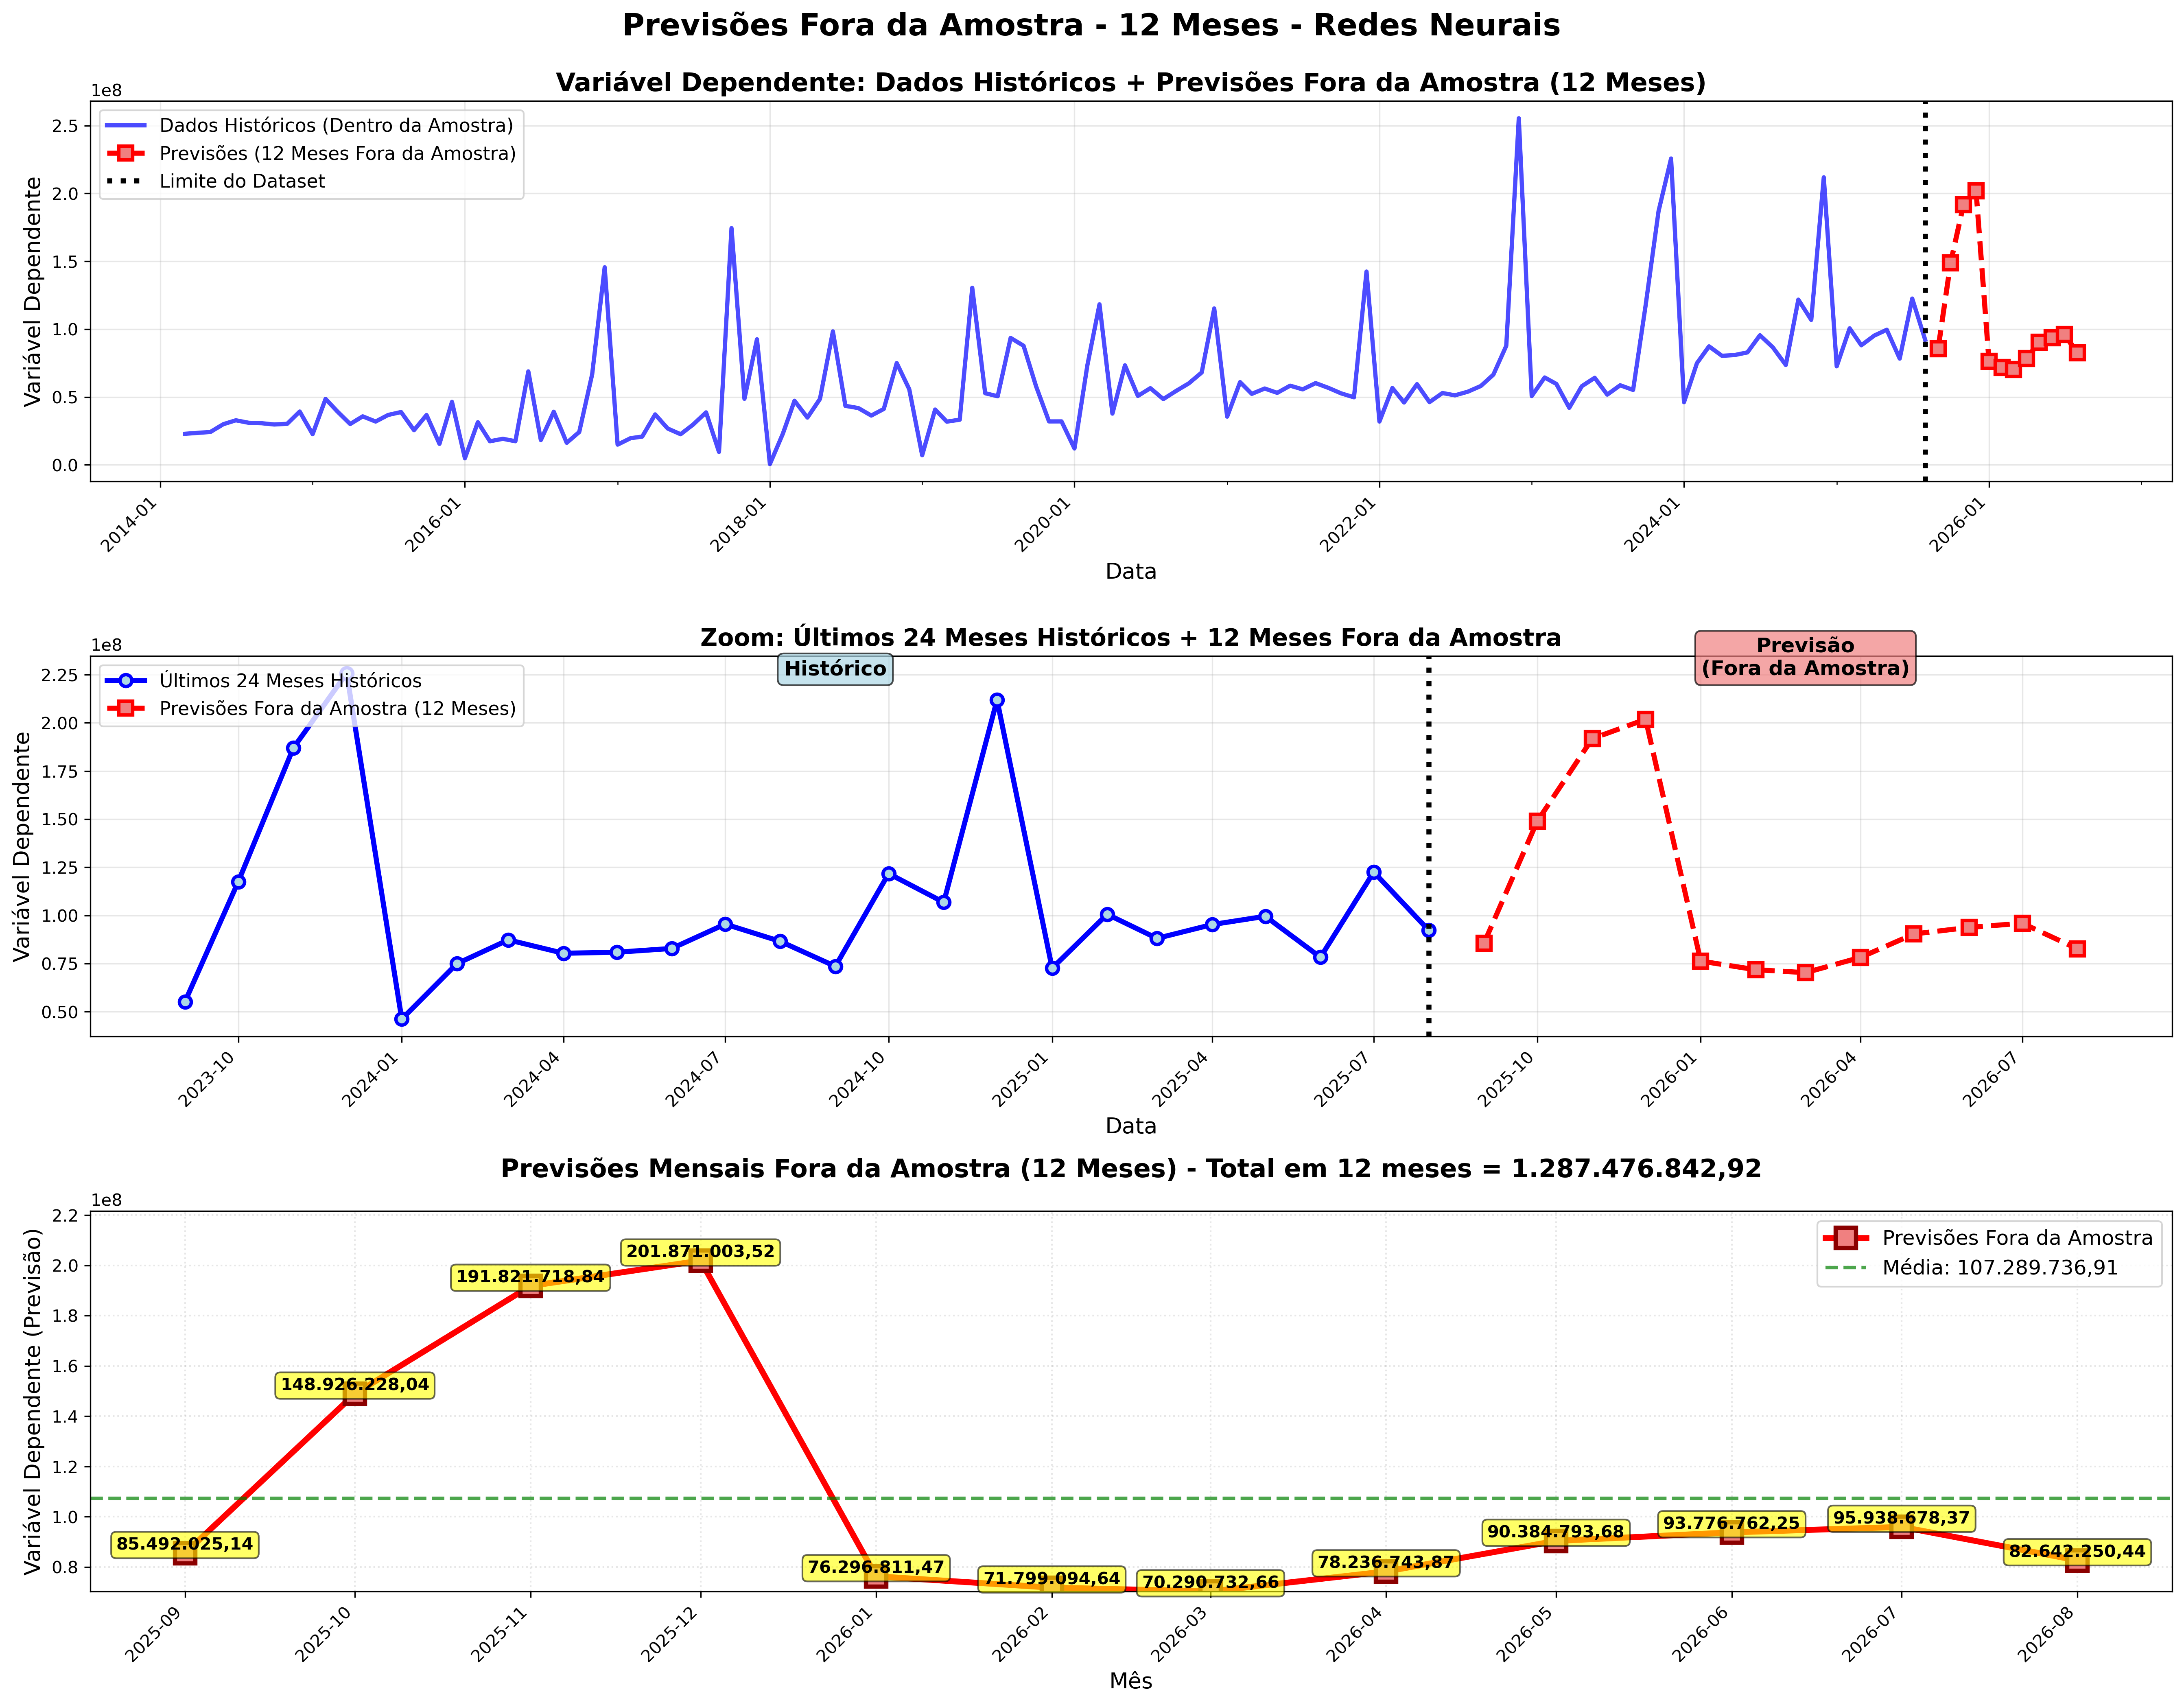 Previsões Fora da Amostra - 12 Meses - Redes Neurais
Variável Dependente: Dados Históricos + Previsões Fora da Amostra (12 Meses)
1e8
Dados Históricos (Dentro da Amostra)
Previsões (12 Meses Fora da Amostra)
Limite do Dataset
Variável Dependente
2.5
2.0
1.5
1.0
0.5
0.0
2014-01
2016-01
2018-01
2020-01
2022-01
2024-01
2026-01
Data
Zoom: Últimos 24 Meses Históricos + 12 Meses Fora da Amostra
1e8
Últimos 24 Meses Históricos
Previsões Fora da Amostra (12 Meses)
Histórico
Previsão
(Fora da Amostra)
Variável Dependente
2.25
2.00
1.75
1.50
1.25
1.00
0.75
0.50
2023-10
2024-01
2024-04
2024-07
2024-10
2025-01
2025-04
2025-07
2025-10
2026-01
2026-04
2026-07
Data
Previsões Mensais Fora da Amostra (12 Meses) - Total em 12 meses = 1.287.476.842,92
1e8
Previsões Fora da Amostra
Média: 107.289.736,91
Variável Dependente (Previsão)
2.2
2.0
1.8
1.6
1.4
1.2
1.0
0.8
85.492.025,14
148.926.228,04
191.821.718,84
201.871.003,52
76.296.811,47
71.799.094,64
70.290.732,66
78.236.743,87
90.384.793,68
93.776.762,25
95.938.678,37
82.642.250,44
2025-09
2025-10
2025-11
2025-12
2026-01
2026-02
2026-03
2026-04
2026-05
2026-06
2026-07
2026-08
Mês